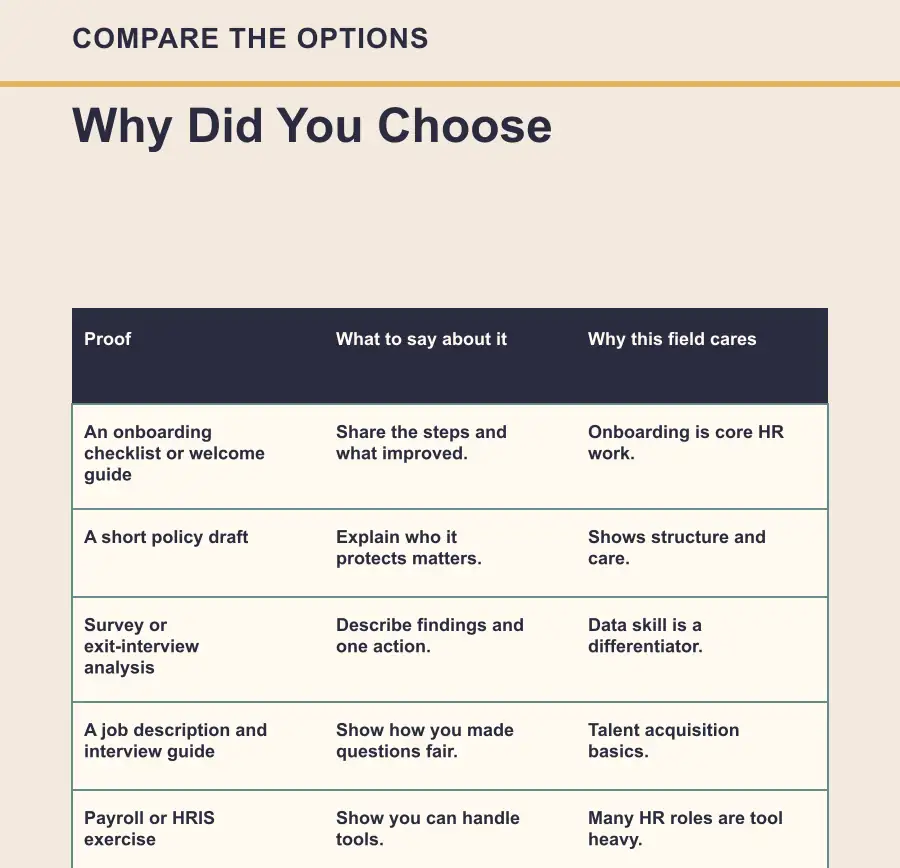 COMPARE THE OPTIONS
Why Did You Choose
Proof
What to say about it
Why this field cares
An onboarding
checklist or welcome
guide
Share the steps and
what improved.
Onboarding is core HR
work.
A short policy draft
Explain who it
protects matters.
Shows structure and
care.
Survey or
exit-interview
analysis
Describe findings and
one action.
Data skill is a
differentiator.
A job description and
interview guide
Show how you made
questions fair.
Talent acquisition
basics.
Payroll or HRIS
exercise
Show you can handle
tools.
Many HR roles are tool
heavy.